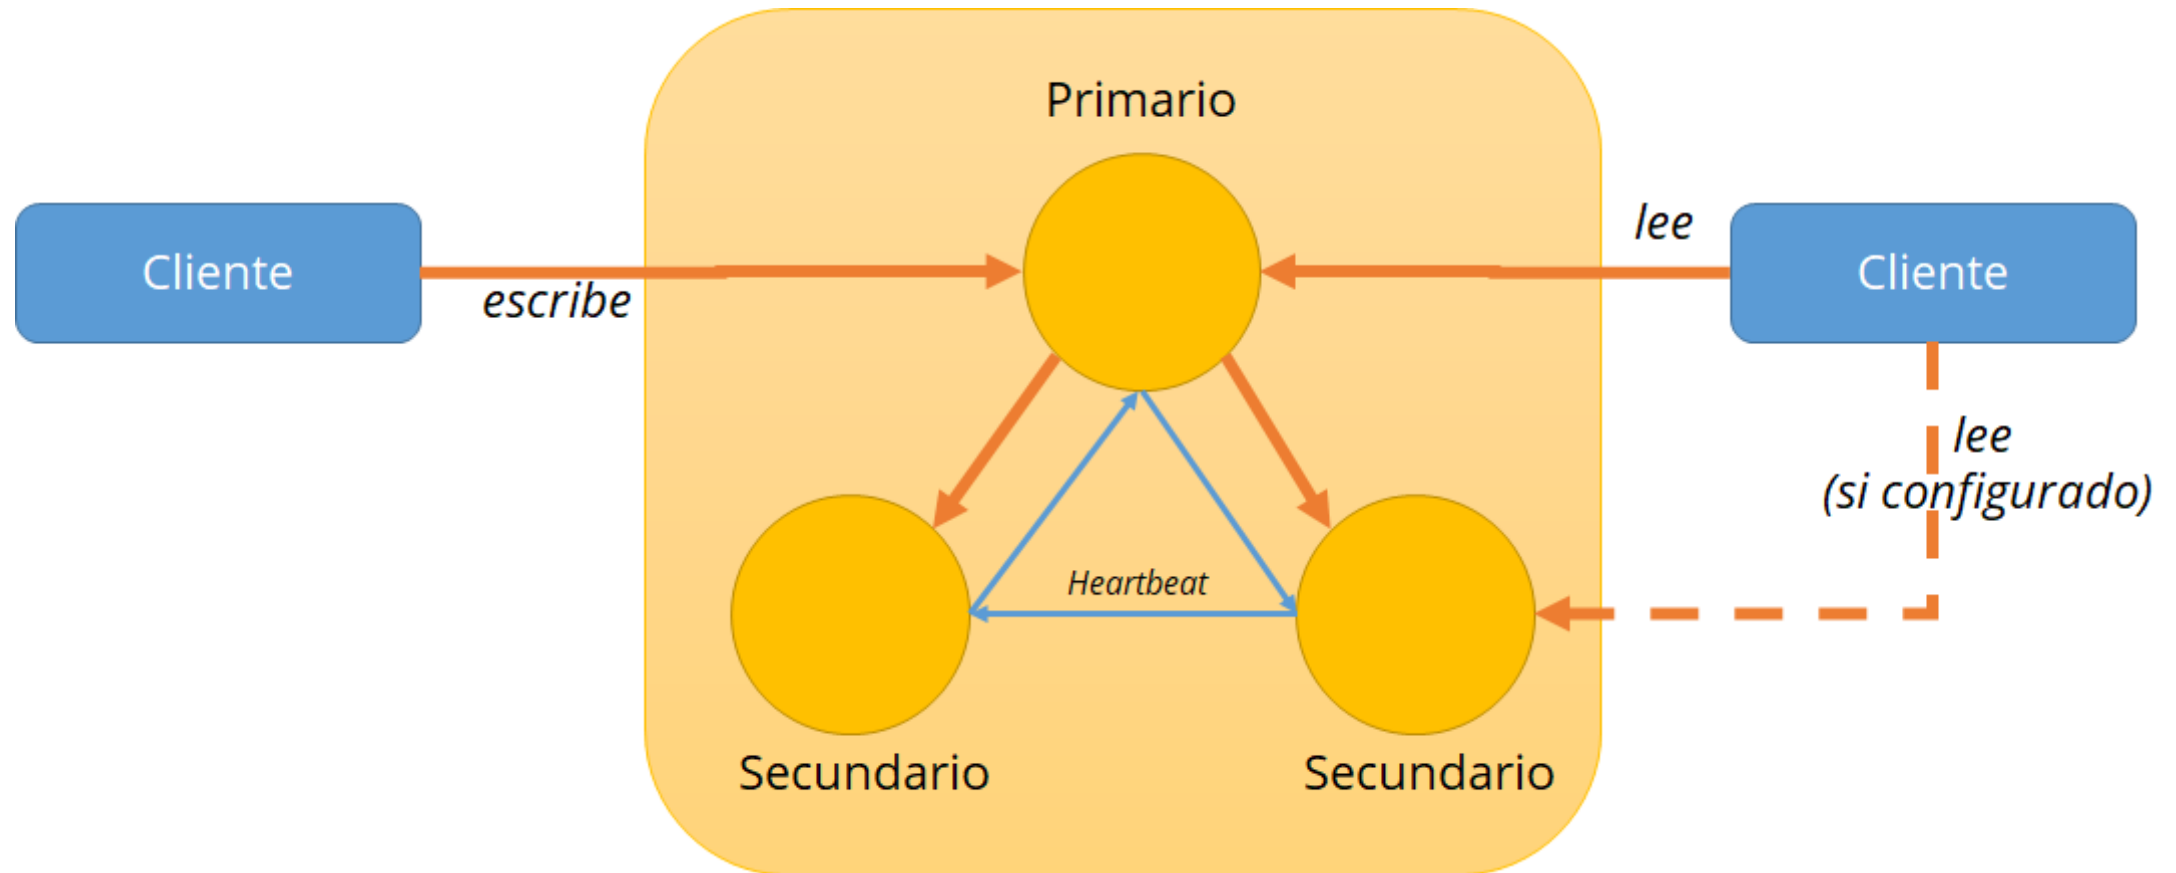 Primario
Cliente
escribe
lee
Cliente
lee
(si configurado)
Heartbeat
Secundario
Secundario